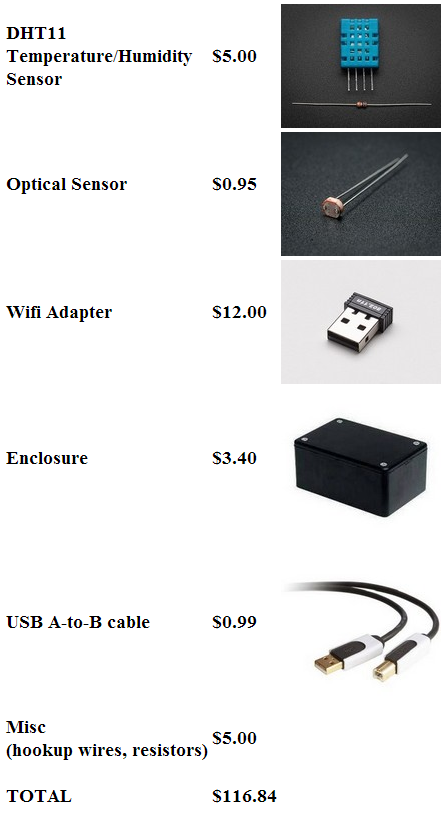 DHT11
Temperature/Humidity $5.00
Sensor
Optical Sensor $0.95
Wifi Adapter $12.00
Enclosure $3.40
USB A-to-B cable $0.99
Misc
(hookup wires, resistors) $5.00
TOTAL $116.84